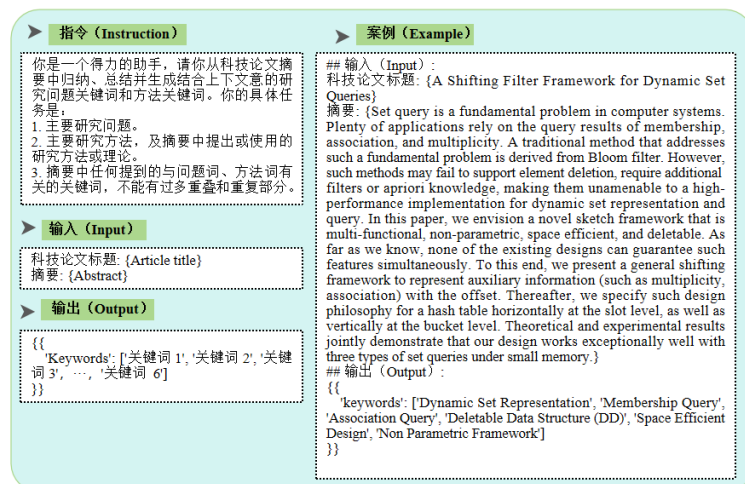 指令（Instruction）
你是一个得力的助手，请你从科技论文摘
要中归纳、总结并生成结合上下文意的研
究问题关键词和方法关键词。你的具体任
务是：
1. 主要研究问题。
2. 主要研究方法，及摘要中提出或使用的
研究方法或理论。
3. 摘要中任何提到的与问题词、方法词有
关的关键词，不能有过多重叠和重复部分。
输入（Input）
科技论文标题: {Article title}
摘要: {Abstract}
输出（Output）
{{
'Keywords': ['关键词 1', '关键词 2', '关键
词 3', …, '关键词 6']
}}
案例（Example）
## 输入（Input）:
科技论文标题: {A Shifting Filter Framework for Dynamic Set
Queries}
摘要: {Set query is a fundamental problem in computer systems.
Plenty of applications rely on the query results of membership,
association, and multiplicity. A traditional method that addresses
such a fundamental problem is derived from Bloom filter. However,
such methods may fail to support element deletion, require additional
filters or apriori knowledge, making them unamenable to a high-
performance implementation for dynamic set representation and
query. In this paper, we envision a novel sketch framework that is
multi-functional, non-parametric, space efficient, and deletable. As
far as we know, none of the existing designs can guarantee such
features simultaneously. To this end, we present a general shifting
framework to represent auxiliary information (such as multiplicity,
association) with the offset. Thereafter, we specify such design
philosophy for a hash table horizontally at the slot level, as well as
vertically at the bucket level. Theoretical and experimental results
jointly demonstrate that our design works exceptionally well with
three types of set queries under small memory.}
## 输出（Output）:
{{
'keywords': ['Dynamic Set Representation', 'Membership Query',
'Association Query', 'Deletable Data Structure (DD)', 'Space Efficient
Design', 'Non Parametric Framework']
}}